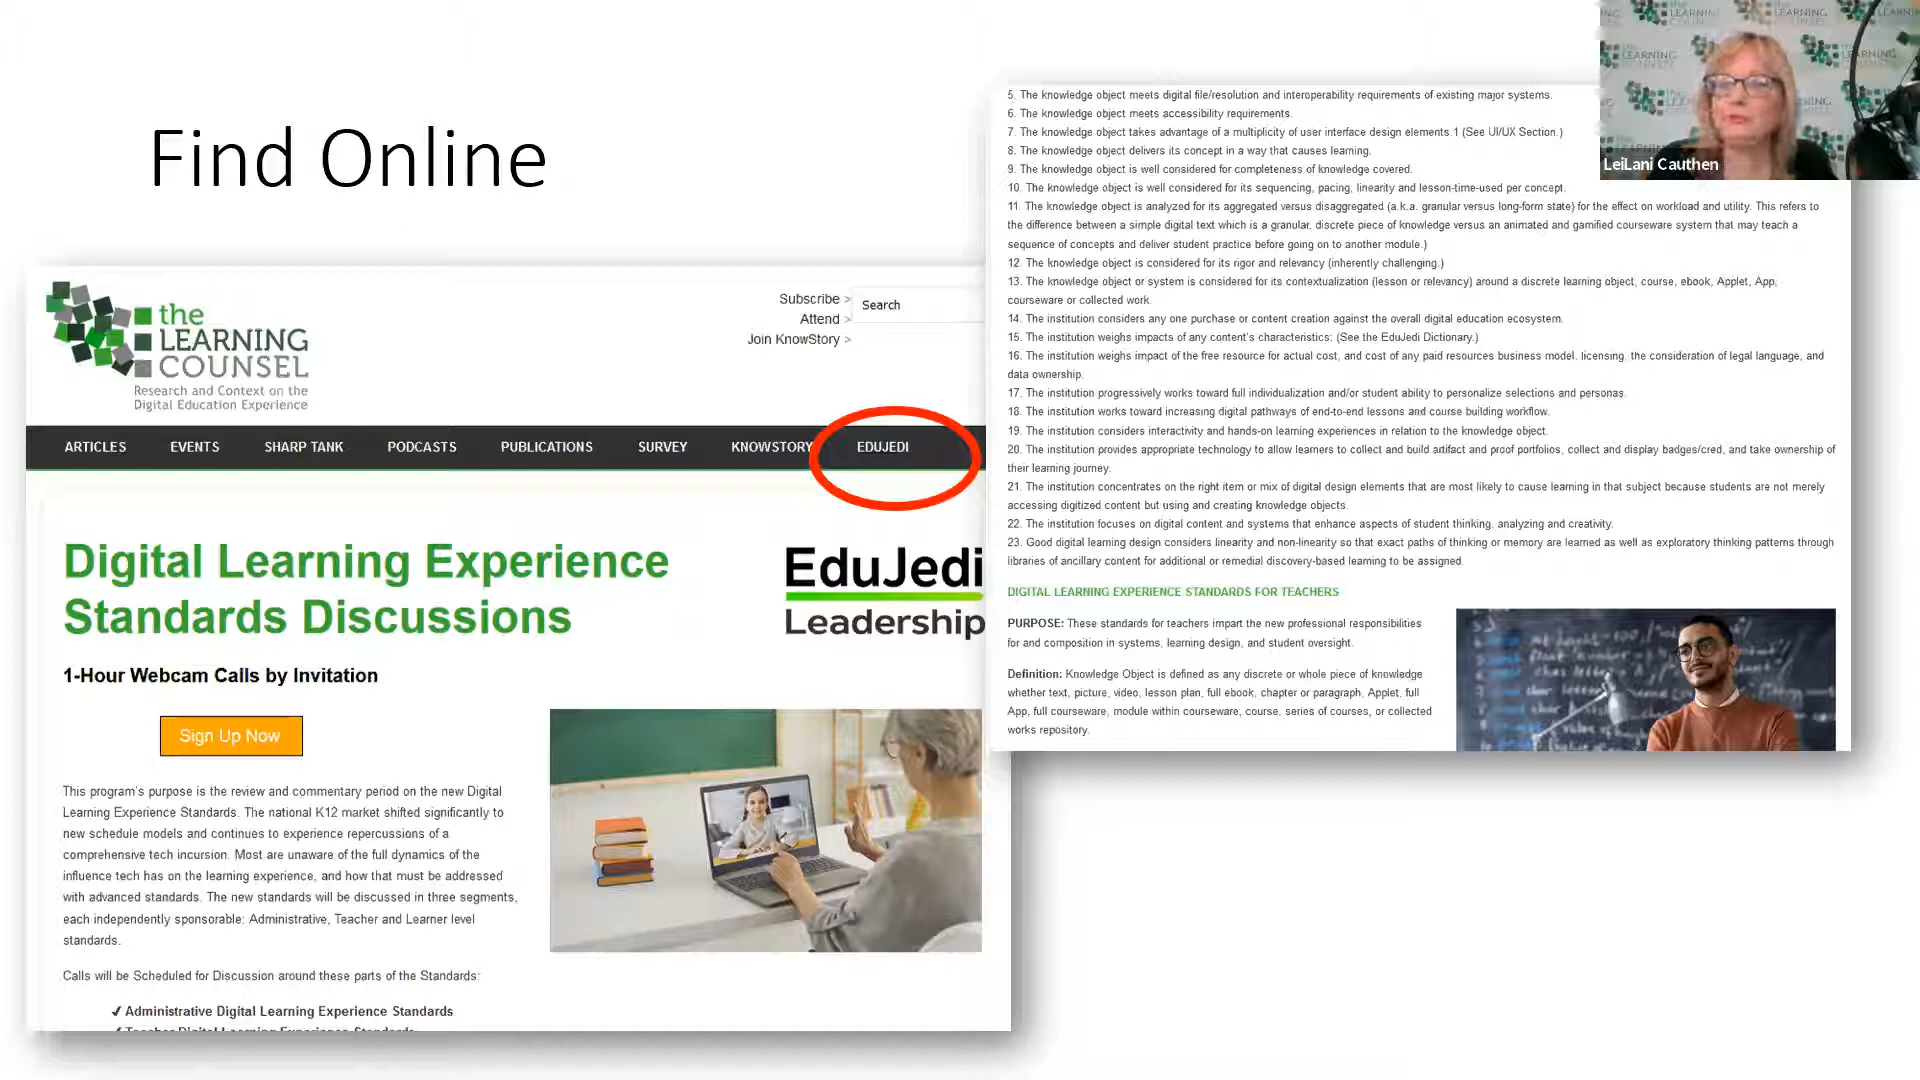 Find Online
the
LEARNING
COUNSEL
Research and Context on the
Digital Education Experience
Subscribe >
Attend >
Join KnowStory >
Search
ARTICLES EVENTS SHARP TANK PODCASTS PUBLICATIONS SURVEY KNOWSTORY EDUJEDI
Digital Learning Experience
Standards Discussions
EduJedi
Leadership
1-Hour Webcam Calls by Invitation
Sign Up Now
This program's purpose is the review and commentary period on the new Digital
Learning Experience Standards. The national K12 market shifted significantly to
new schedule models and continues to experience repercussions of a
comprehensive tech incursion. Most are unaware of the full dynamics of the
influence tech has on the learning experience, and how that must be addressed
with advanced standards. The new standards will be discussed in three segments,
each independently sponsorable: Administrative, Teacher and Learner level
standards.
Calls will be Scheduled for Discussion around these parts of the Standards:
✓ Administrative Digital Learning Experience Standards
5. The knowledge object meets digital file/resolution and interoperability requirements of existing major systems.
6. The knowledge object meets accessibility requirements.
7. The knowledge object takes advantage of a multiplicity of user interface design elements.1 (See UI/UX Section.)
8. The knowledge object delivers its concept in a way that causes learning.
9. The knowledge object is well considered for completeness of knowledge covered.
10. The knowledge object is well considered for its sequencing, pacing, linearity and lesson-time-used per concept.
11. The knowledge object is analyzed for its aggregated versus disaggregated (a.k.a. granular versus long-form state) for the effect on workload and utility. This refers to
the difference between a simple digital text which is a granular, discrete piece of knowledge versus an animated and gamified courseware system that may teach a
sequence of concepts and deliver student practice before going on to another module.)
12. The knowledge object is considered for its rigor and relevancy (inherently challenging.)
13. The knowledge object or system is considered for its contextualization (lesson or relevancy) around a discrete learning object, course, ebook, Applet, App,
courseware or collected work.
14. The institution considers any one purchase or content creation against the overall digital education ecosystem.
15. The institution weighs impacts of any content's characteristics: (See the EduJedi Dictionary.)
16. The institution weighs impact of the free resource for actual cost, and cost of any paid resources business model, licensing, the consideration of legal language, and
data ownership.
17. The institution progressively works toward full individualization and/or student ability to personalize selections and personas.
18. The institution works toward increasing digital pathways of end-to-end lessons and course building workflow.
19. The institution considers interactivity and hands-on learning experiences in relation to the knowledge object.
20. The institution provides appropriate technology to allow learners to collect and build artifact and proof portfolios, collect and display badges/cred, and take ownership of
their learning journey.
21. The institution concentrates on the right item or mix of digital design elements that are most likely to cause learning in that subject because students are not merely
accessing digitized content but using and creating knowledge objects.
22. The institution focuses on digital content and systems that enhance aspects of student thinking, analyzing and creativity.
23. Good digital learning design considers linearity and non-linearity so that exact paths of thinking or memory are learned as well as exploratory thinking patterns through
libraries of ancillary content for additional or remedial discovery-based learning to be assigned
DIGITAL LEARNING EXPERIENCE STANDARDS FOR TEACHERS
PURPOSE: These standards for teachers impart the new professional responsibilities
for and composition in systems, learning design, and student oversight.
Definition: Knowledge Object is defined as any discrete or whole piece of knowledge
whether text, picture, video, lesson plan, full ebook, chapter or paragraph, Applet, full
App, full courseware, module within courseware, course, series of courses, or collected
works repository.
LeiLani Cauthen